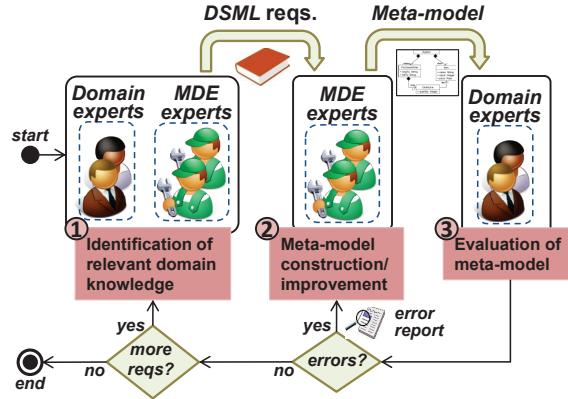 DSML reqs.
Meta-model
Domain
experts
MDE
experts
MDE
experts
Domain
experts
start
1
Identification of
relevant domain
knowledge
2
Meta-model
construction/
improvement
3
Evaluation of
meta-model
yes
yes
error
report
more
reqs?
errors?
no
no
end